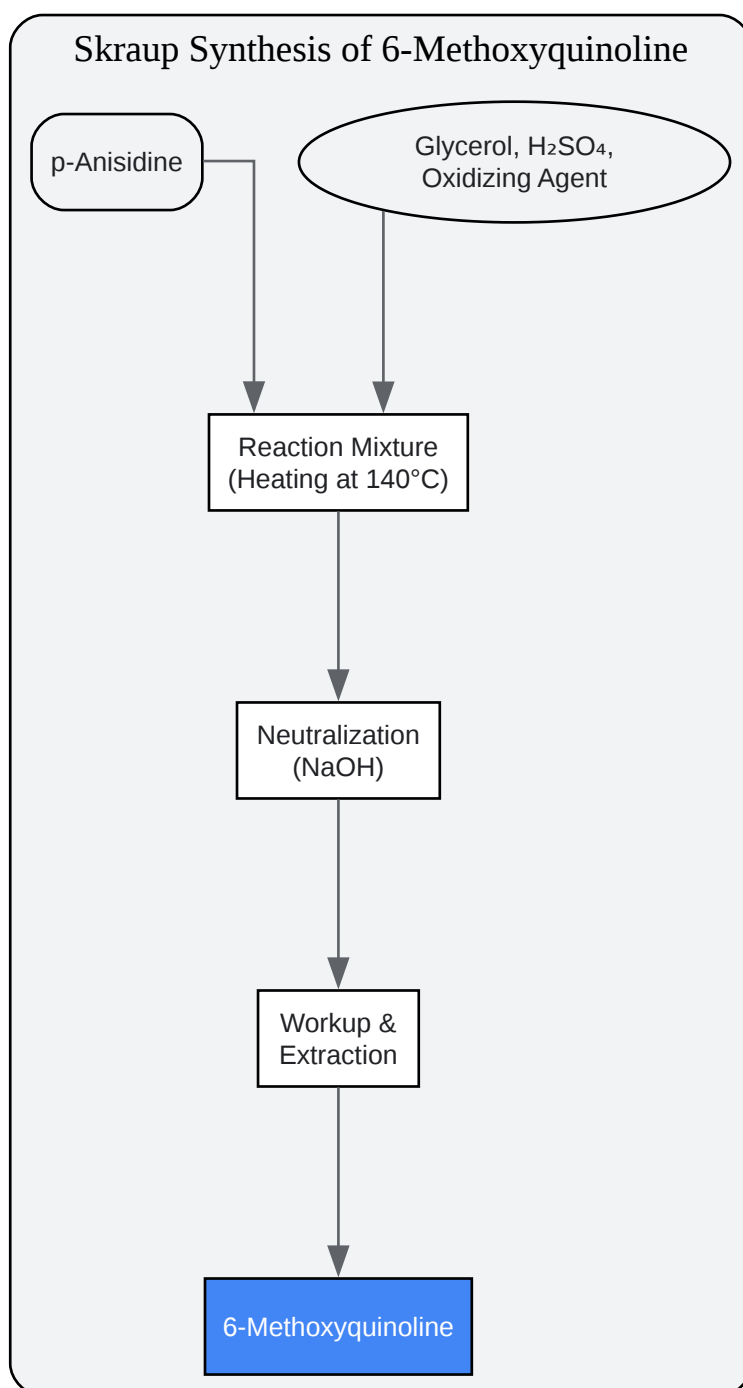 Skraup Synthesis of 6-Methoxyquinoline
p-Anisidine
Glycerol, H₂SO₄,
Oxidizing Agent
Reaction Mixture
(Heating at 140°C)
Neutralization
(NaOH)
Workup &
Extraction
6-Methoxyquinoline